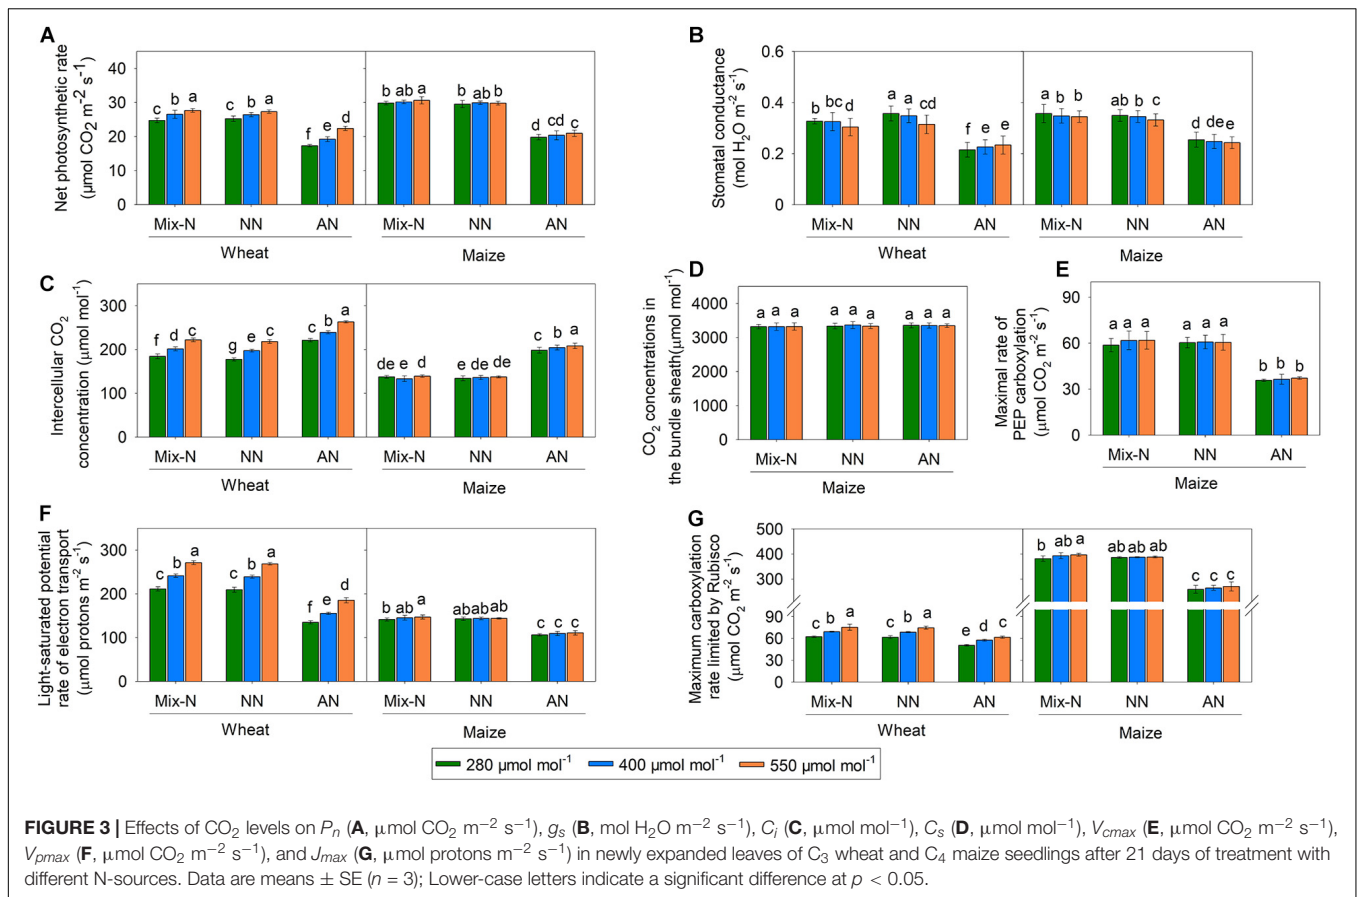 A
Net photosynthetic rate
(µmol CO2 m-2 s-1)
40
30
20
10
0
c b a c b a f e d b ab a b ab b d cd c
Mix-N NN AN Mix-N NN AN
Wheat Maize
B
Stomatal conductance
(mol H2O m-2 s-1)
0.6
0.4
0.2
0
b bc d a a cd f e e a b b ab b c d de e
Mix-N NN AN Mix-N NN AN
Wheat Maize
C
Intercellular CO2
concentration (µmol mol-1)
300
200
100
0
f d c g e c c b a de e d e de de c b a
Mix-N NN AN Mix-N NN AN
Wheat Maize
D
CO2 concentrations in
the bundle sheath(µmol mol-1)
4000
3000
2000
1000
0
a a a a a a a a a
Mix-N NN AN
Maize
E
Maximal rate of
PEP carboxylation
(µmol CO2 m-2 s-1)
90
60
30
0
a a a a a a b b b
Mix-N NN AN
Maize
F
Light-saturated potential
rate of electron transport
(µmol protons m-2 s-1)
300
200
100
0
c b a c b a f e d b ab a ab ab ab c c c
Mix-N NN AN Mix-N NN AN
Wheat Maize
G
Maximum carboxylation
rate limited by Rubisco
(µmol CO2 m-2 s-1)
500
400
300
90
60
30
0
c b a c b a e d c b ab a ab ab ab c c c
Mix-N NN AN Mix-N NN AN
Wheat Maize
280 µmol mol-1 400 µmol mol-1 550 µmol mol-1
FIGURE 3 | Effects of CO2 levels on Pn (A, µmol CO2 m−2 s−1), gs (B, mol H2O m−2 s−1), Ci (C, µmol mol−1), Cs (D, µmol mol−1), Vcmax (E, µmol CO2 m−2 s−1),
Vpmax (F, µmol CO2 m−2 s−1), and Jmax (G, µmol protons m−2 s−1) in newly expanded leaves of C3 wheat and C4 maize seedlings after 21 days of treatment with
different N-sources. Data are means ± SE (n = 3); Lower-case letters indicate a significant difference at p < 0.05.